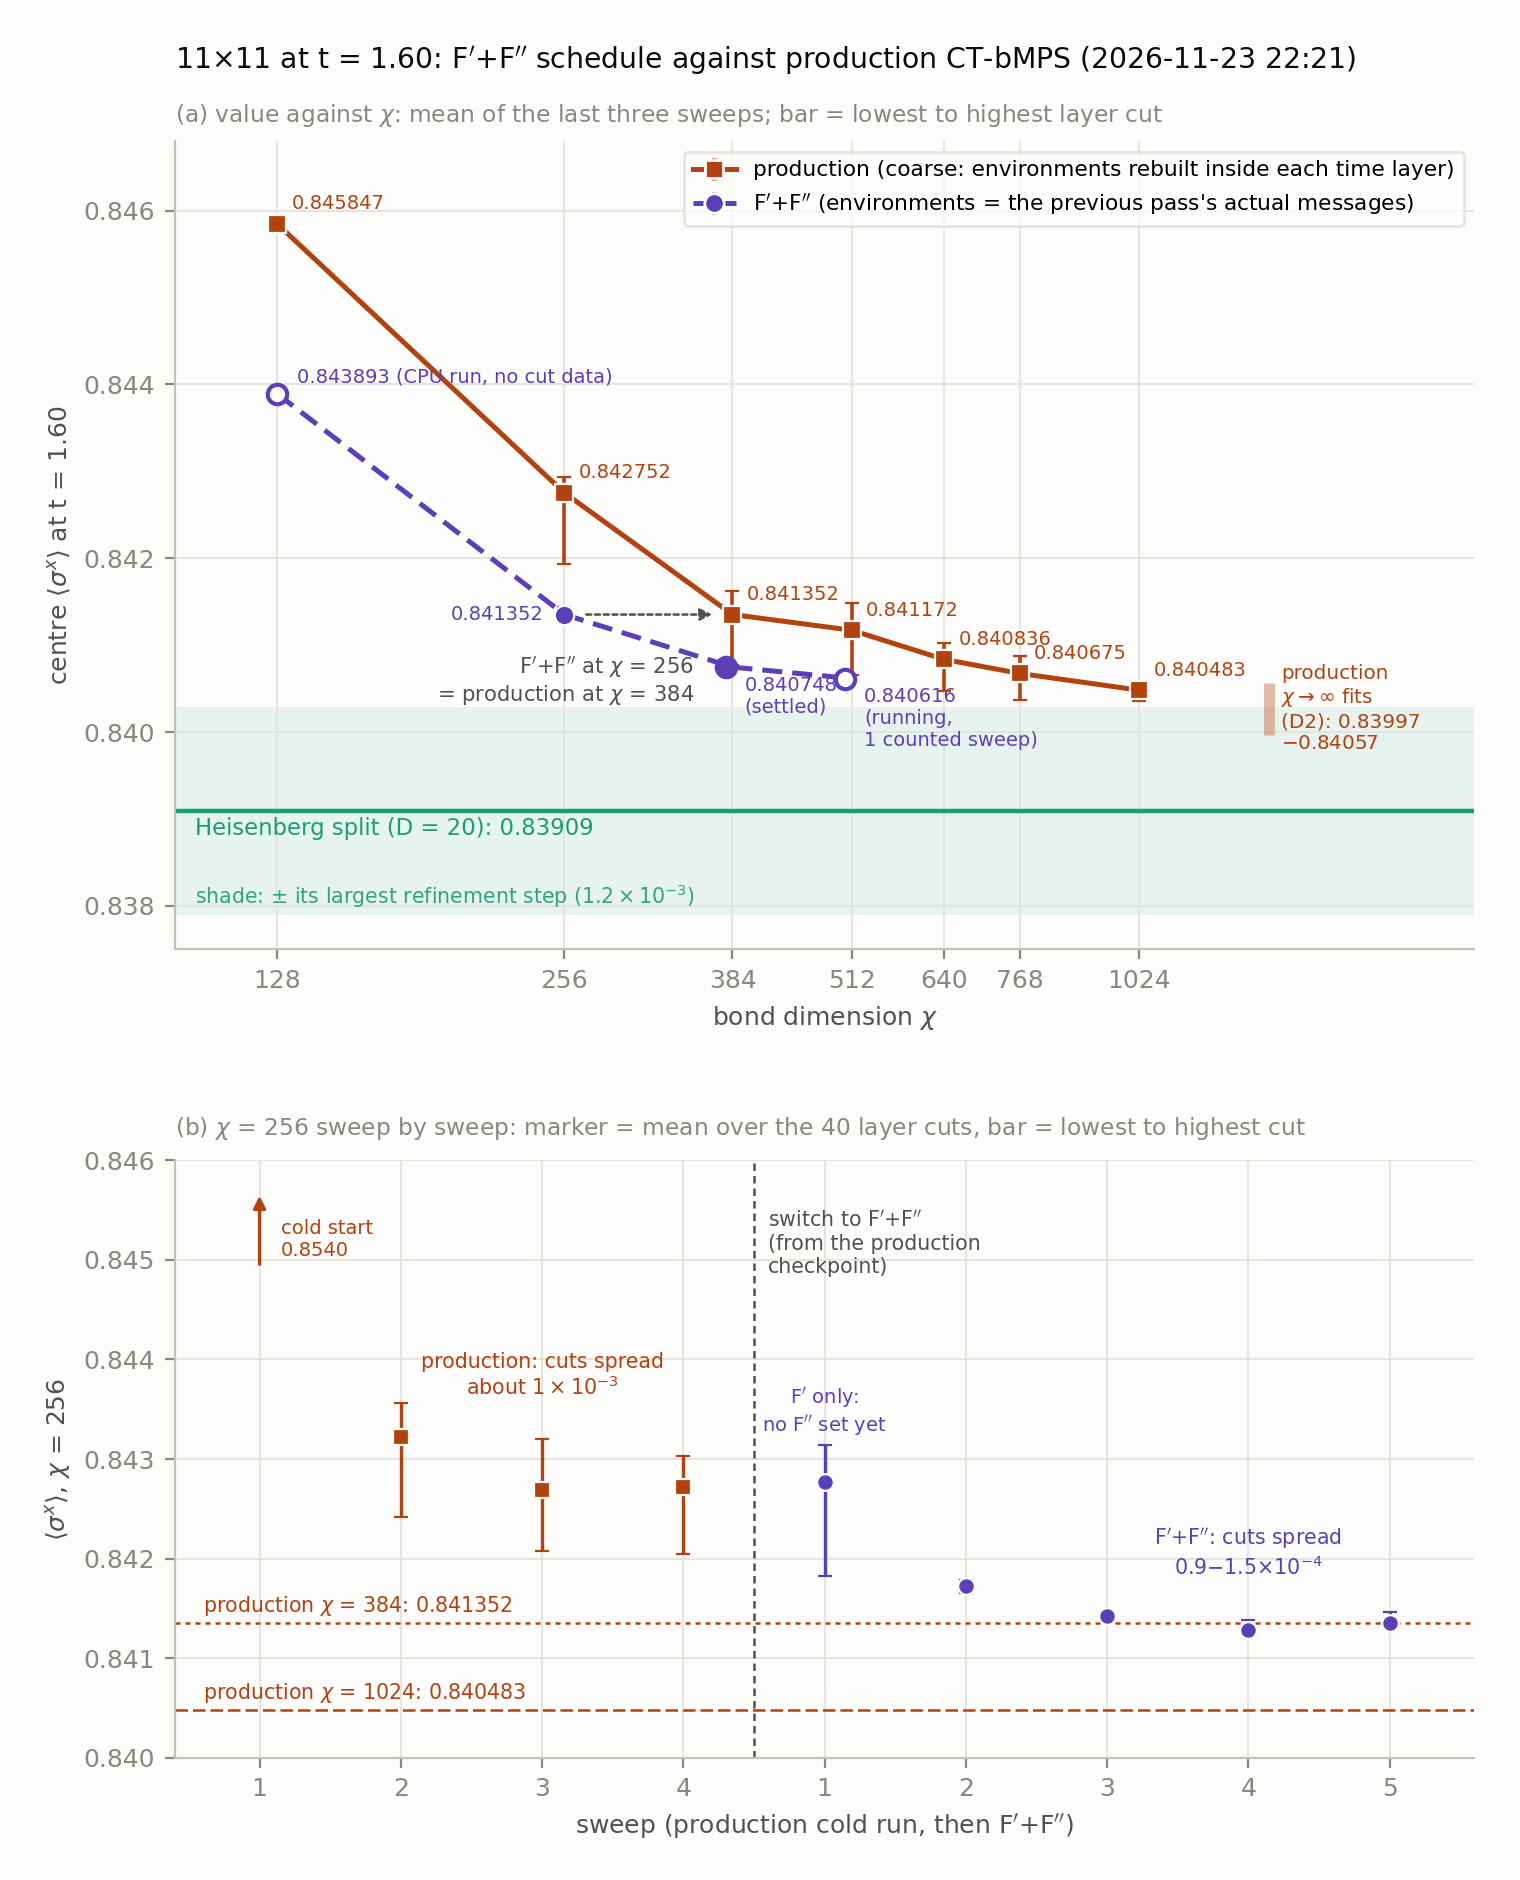 11×11 at t = 1.60: F′+F″ schedule against production CT-bMPS (2026-11-23 22:21)
(a) value against χ: mean of the last three sweeps; bar = lowest to highest layer cut
production (coarse: environments rebuilt inside each time layer)
F′+F″ (environments = the previous pass's actual messages)
centre ⟨σˣ⟩ at t = 1.60
0.846
0.844
0.842
0.840
0.838
0.845847
0.843893 (CPU run, no cut data)
0.842752
0.841352
0.841352
0.841172
0.840836
0.840675
0.840483
F′+F″ at χ = 256
= production at χ = 384
0.840748
(settled)
0.840616
(running,
1 counted sweep)
production
χ→∞ fits
(D2): 0.83997
−0.84057
Heisenberg split (D = 20): 0.83909
shade: ± its largest refinement step (1.2 × 10⁻³)
128
256
384
512
640
768
1024
bond dimension χ
(b) χ = 256 sweep by sweep: marker = mean over the 40 layer cuts, bar = lowest to highest cut
⟨σˣ⟩, χ = 256
0.846
0.845
0.844
0.843
0.842
0.841
0.840
cold start
0.8540
switch to F′+F″
(from the production
checkpoint)
production: cuts spread
about 1 × 10⁻³
F′ only:
no F″ set yet
F′+F″: cuts spread
0.9−1.5×10⁻⁴
production χ = 384: 0.841352
production χ = 1024: 0.840483
1
2
3
4
1
2
3
4
5
sweep (production cold run, then F′+F″)